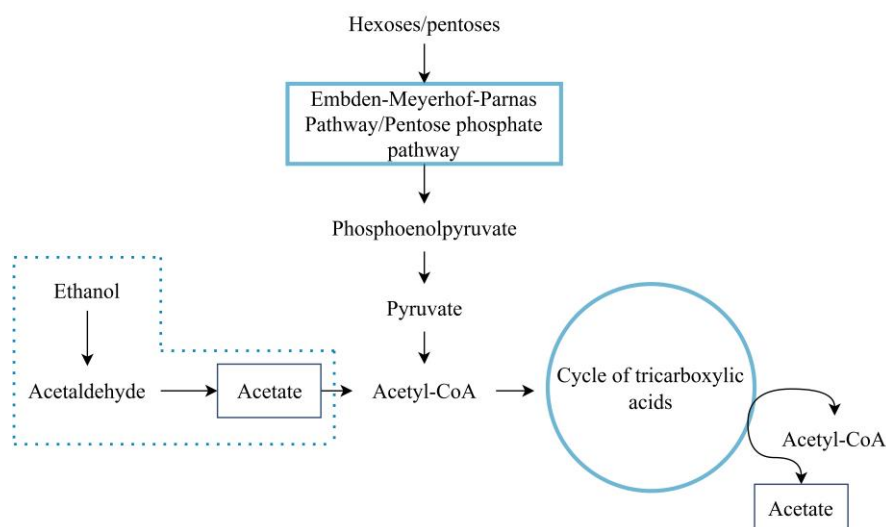 Hexoses/pentoses
Embden-Meyerhof-Parnas
Pathway/Pentose phosphate
pathway
Phosphoenolpyruvate
Ethanol
Pyruvate
Acetaldehyde
Acetate
Acetyl-CoA
Cycle of tricarboxylic
acids
Acetyl-CoA
Acetate